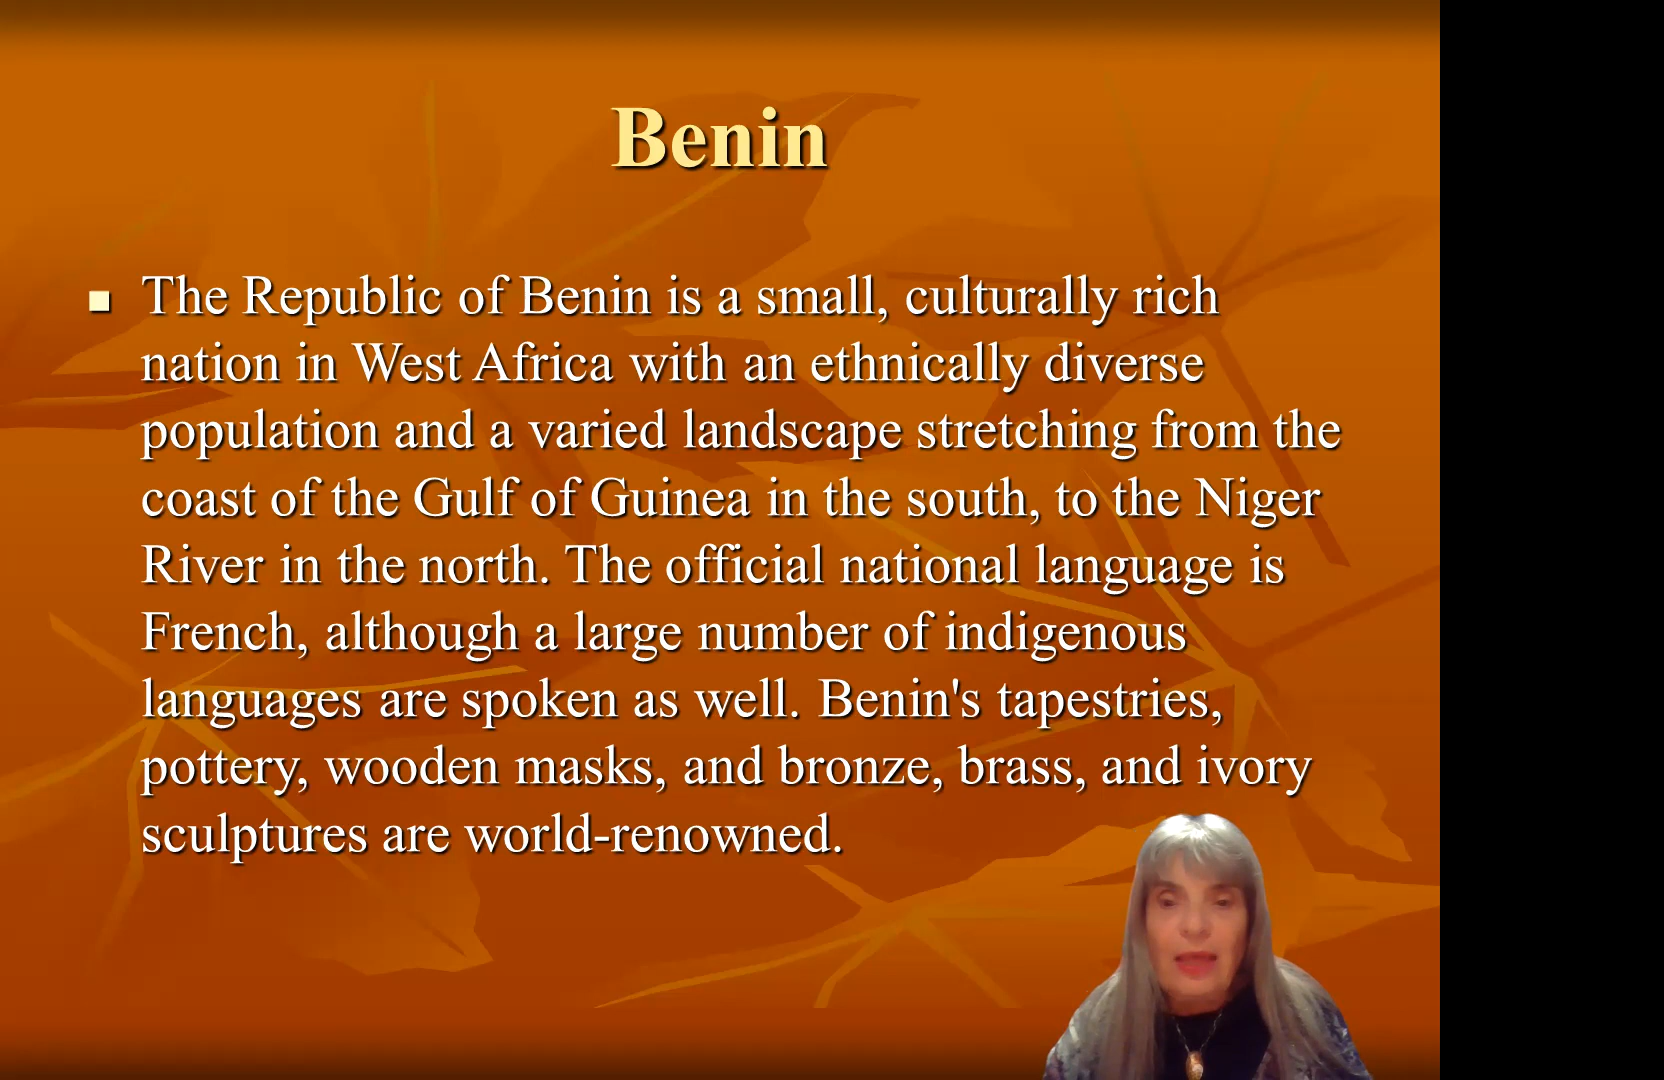 Benin
The Republic of Benin is a small, culturally rich
nation in West Africa with an ethnically diverse
population and a varied landscape stretching from the
coast of the Gulf of Guinea in the south, to the Niger
River in the north. The official national language is
French, although a large number of indigenous
languages are spoken as well. Benin's tapestries,
pottery, wooden masks, and bronze, brass, and ivory
sculptures are world-renowned.